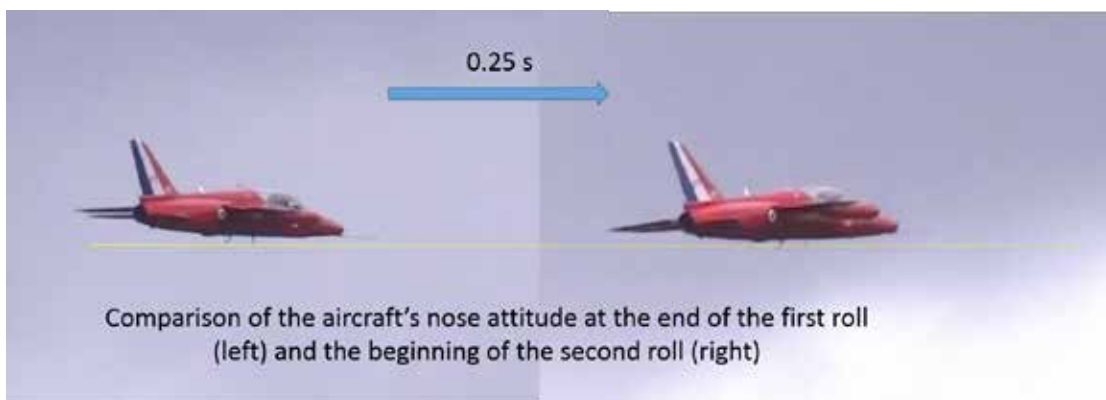 0.25 s
Comparison of the aircraft's nose attitude at the end of the first roll
(left) and the beginning of the second roll (right)